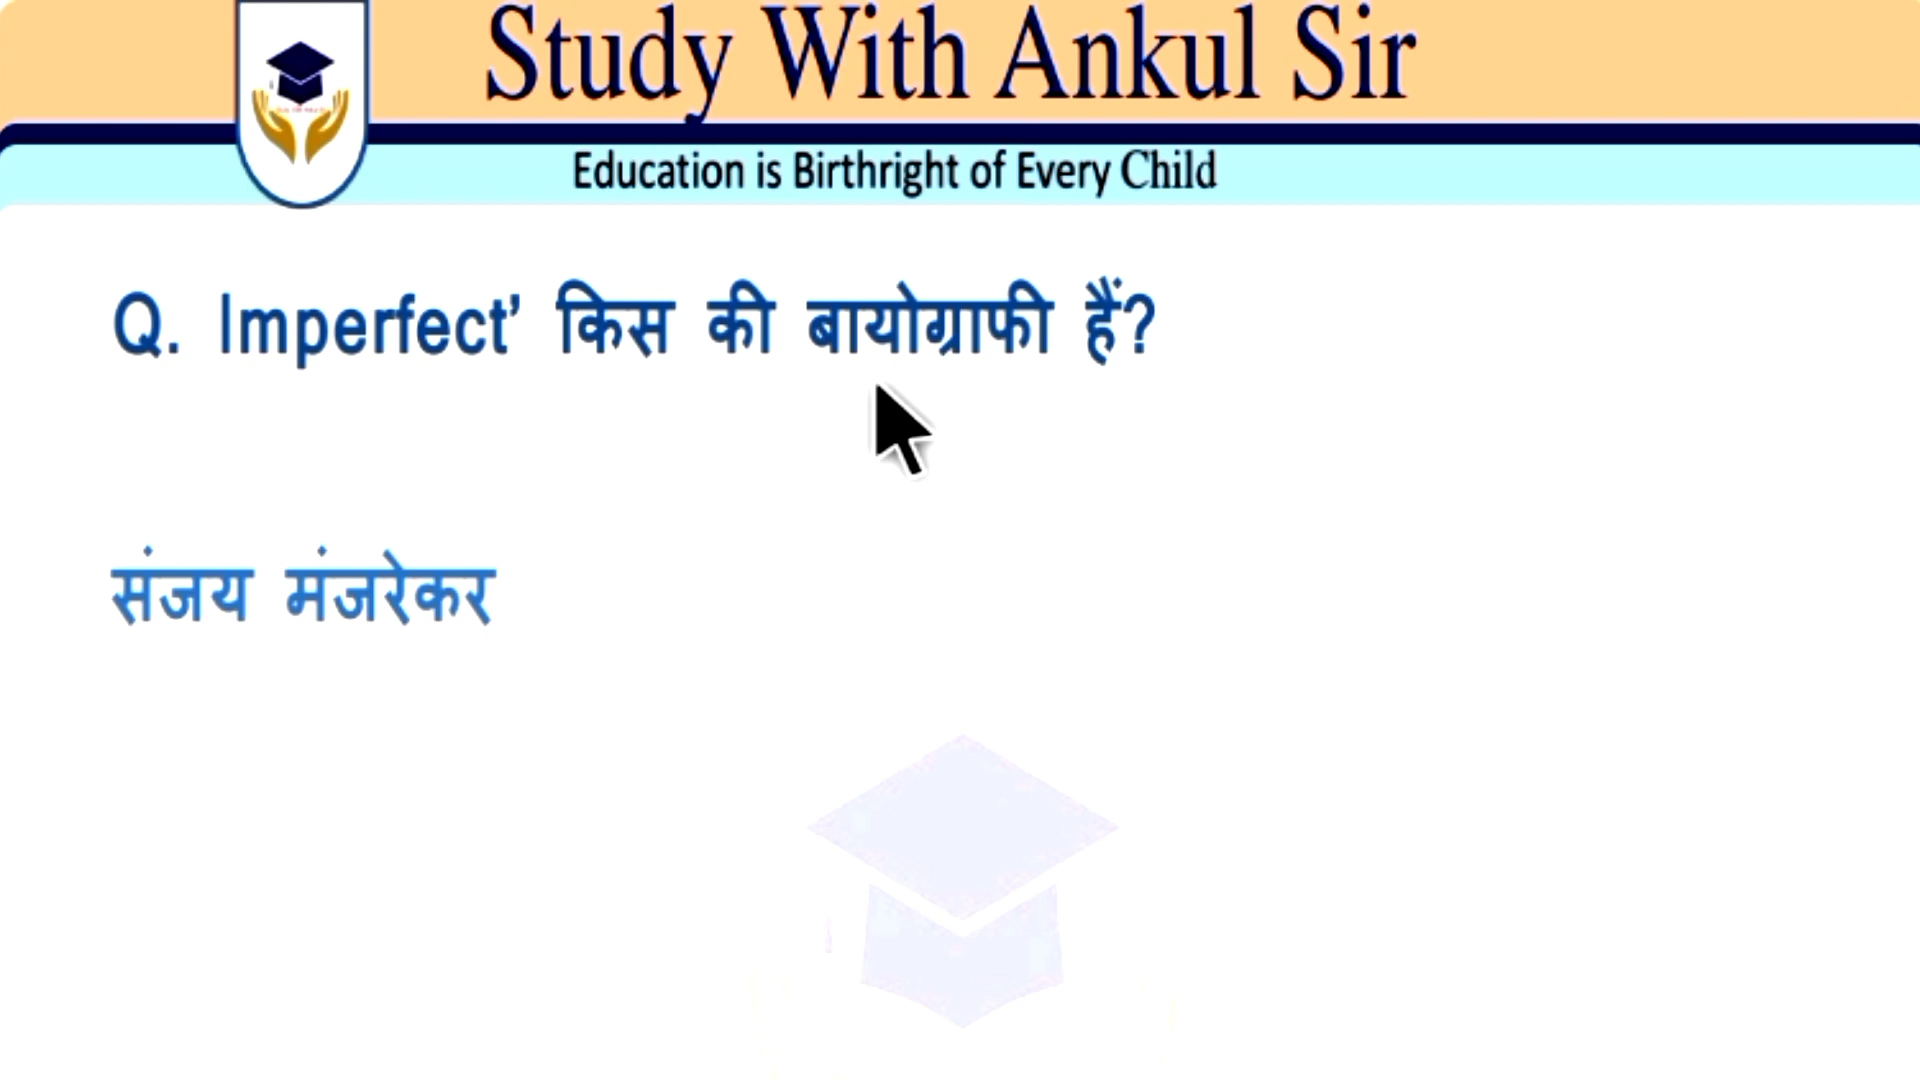 Study With Ankul Sir
Education is Birthright of Every Child
Q. Imperfect’ किस की बायोग्राफी हैं?
संजय मंजरेकर